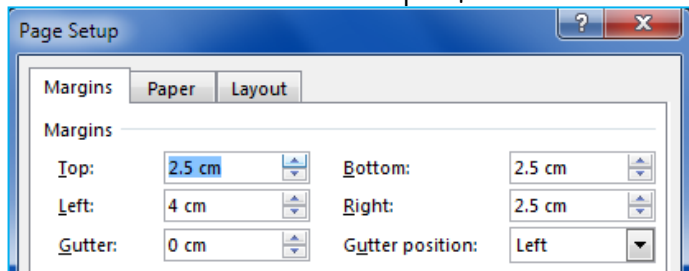 Page Setup
Margins Paper Layout
Margins
Top: 2.5 cm Bottom: 2.5 cm
Left: 4 cm Right: 2.5 cm
Gutter: 0 cm Gutter position: Left